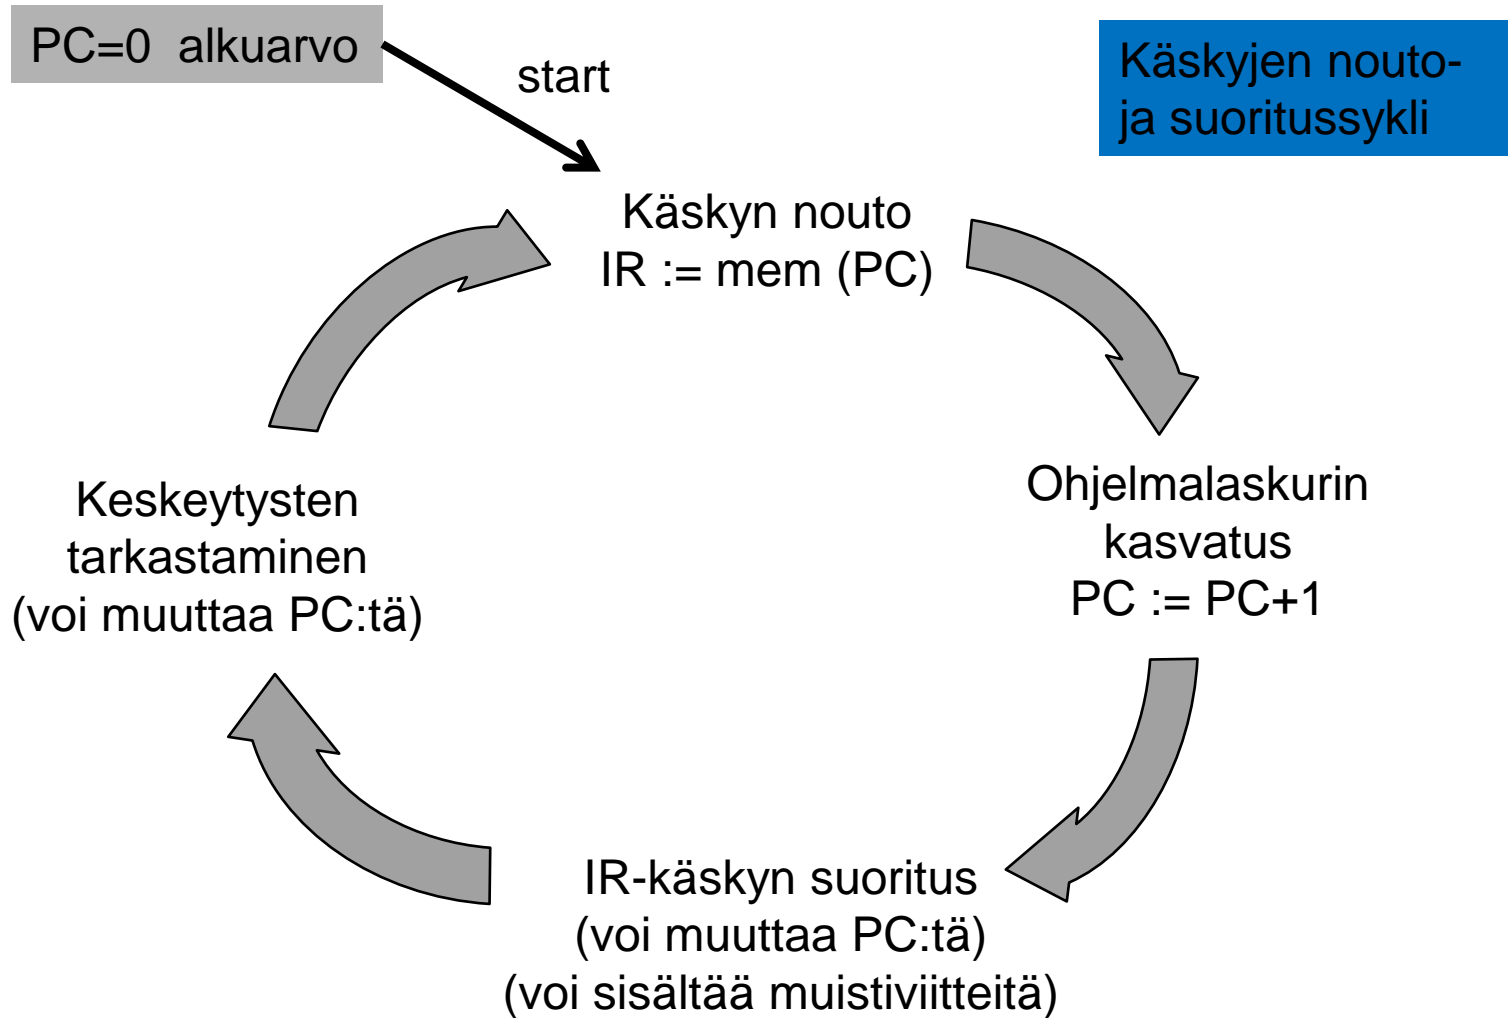 PC=0 alkuarvo
start
Käskyjen nouto-
ja suoritussykli
Käskyn nouto
IR := mem (PC)
Ohjelmalaskurin
kasvatus
PC := PC+1
IR-käskyn suoritus
(voi muuttaa PC:tä)
(voi sisältää muistiviitteitä)
Keskeytysten
tarkastaminen
(voi muuttaa PC:tä)